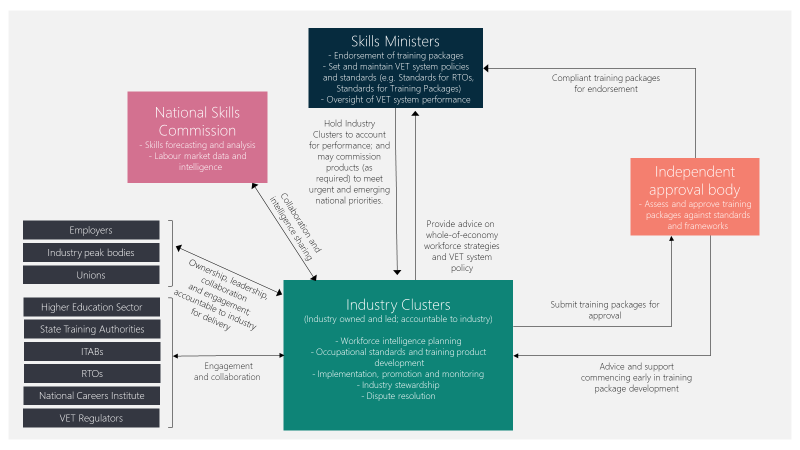 Skills Ministers
- Endorsement of training packages
- Set and maintain VET system policies
and standards (e.g. Standards for RTOs,
Standards for Training Packages)
- Oversight of VET system performance
National Skills
Commission
- Skills forecasting and analysis
- Labour market data and
intelligence
Hold Industry
Clusters to account
for performance; and
may commission
products (as
required) to meet
urgent and emerging
national priorities.
Compliant training packages
for endorsement
Independent
approval body
- Assess and approve training
packages against standards
and frameworks
Collaboration and
intelligence sharing
Provide advice on
whole-of-economy
workforce strategies
and VET system
policy
Employers
Industry peak bodies
Unions
Ownership, leadership,
collaboration
and engagement;
accountable to industry
for delivery
Higher Education Sector
State Training Authorities
ITABs
RTOs
National Careers Institute
VET Regulators
Engagement
and collaboration
Industry Clusters
(Industry owned and led; accountable to industry)
- Workforce intelligence planning
- Occupational standards and training product
development
- Implementation, promotion and monitoring
- Industry stewardship
- Dispute resolution
Submit training packages for
approval
Advice and support
commencing early in training
package development